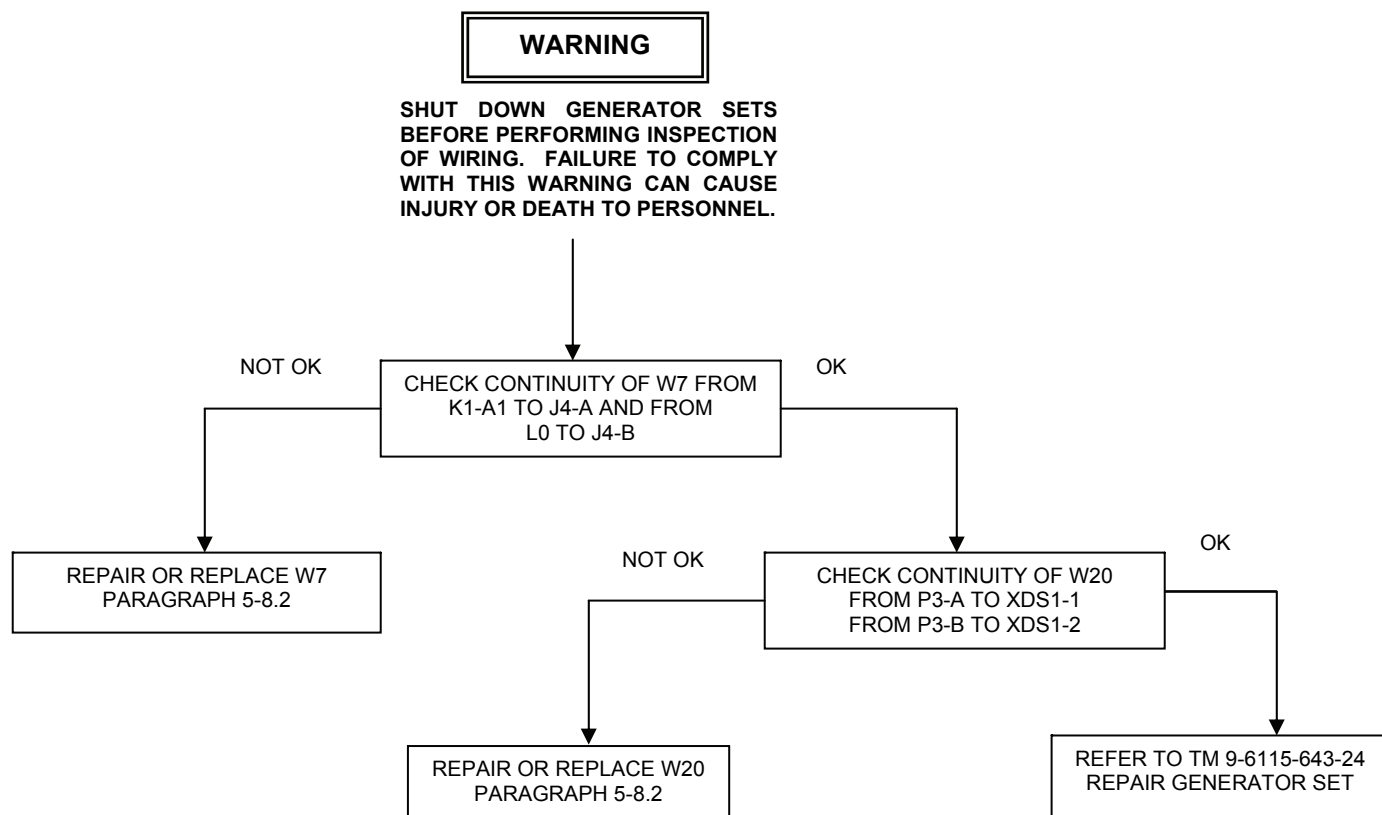 WARNING
SHUT DOWN GENERATOR SETS
BEFORE PERFORMING INSPECTION
OF WIRING. FAILURE TO COMPLY
WITH THIS WARNING CAN CAUSE
INJURY OR DEATH TO PERSONNEL.
NOT OK
OK
CHECK CONTINUITY OF W7 FROM
K1-A1 TO J4-A AND FROM
L0 TO J4-B
REPAIR OR REPLACE W7
PARAGRAPH 5-8.2
NOT OK
OK
CHECK CONTINUITY OF W20
FROM P3-A TO XDS1-1
FROM P3-B TO XDS1-2
REPAIR OR REPLACE W20
PARAGRAPH 5-8.2
REFER TO TM 9-6115-643-24
REPAIR GENERATOR SET